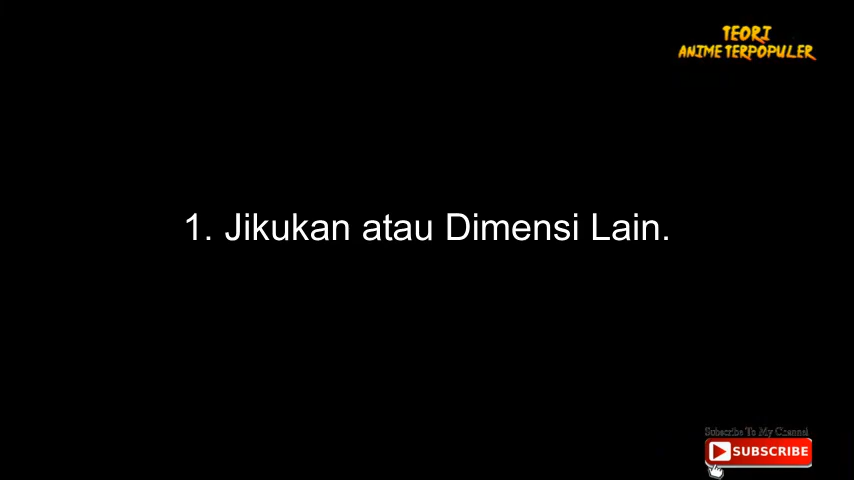 TEORI
ANIME TERPOPULER
1. Jikukan atau Dimensi Lain.
Subscribe To My Channel
SUBSCRIBE